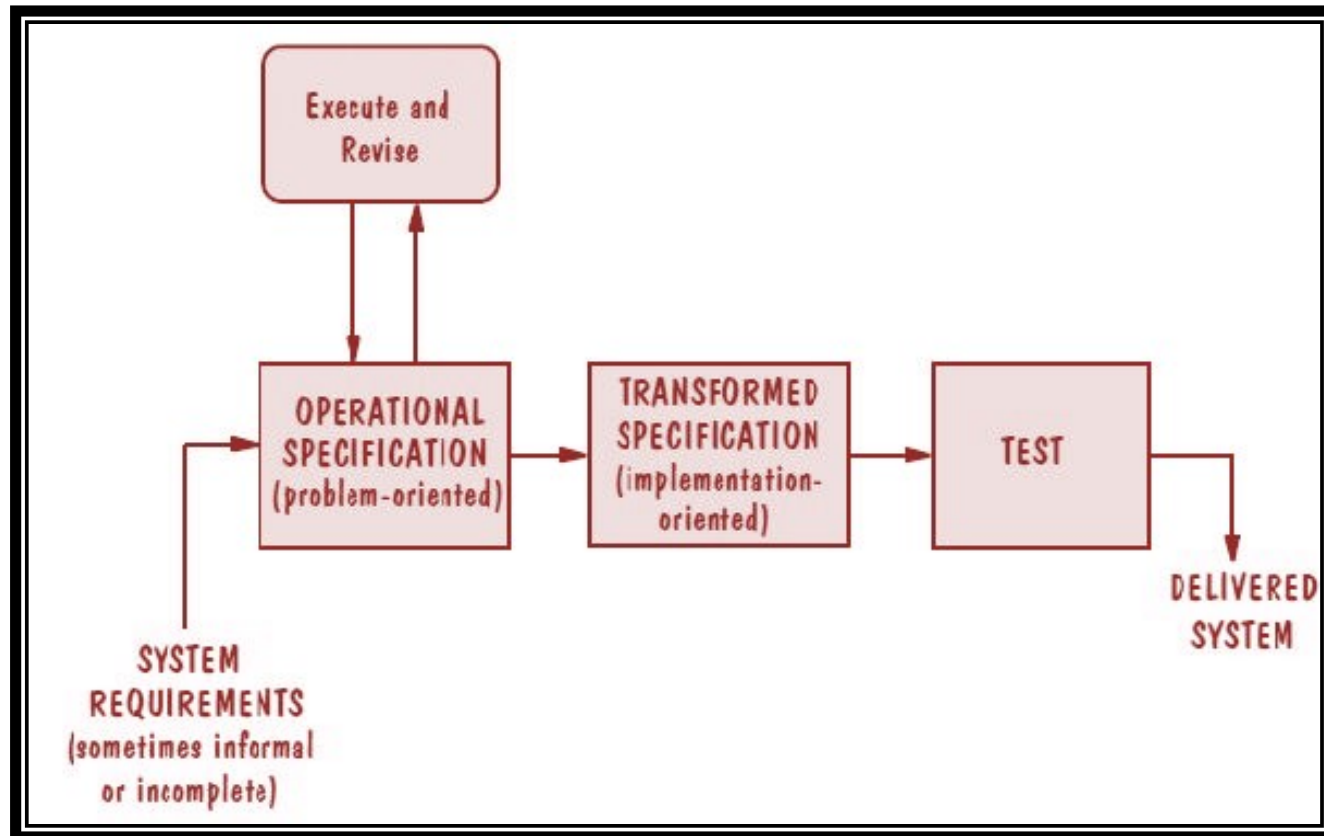 Execute and
Revise
OPERATIONAL
SPECIFICATION
(problem-oriented)
TRANSFORMED
SPECIFICATION
(implementation-
oriented)
TEST
DELIVERED
SYSTEM
SYSTEM
REQUIREMENTS
(sometimes informal
or incomplete)